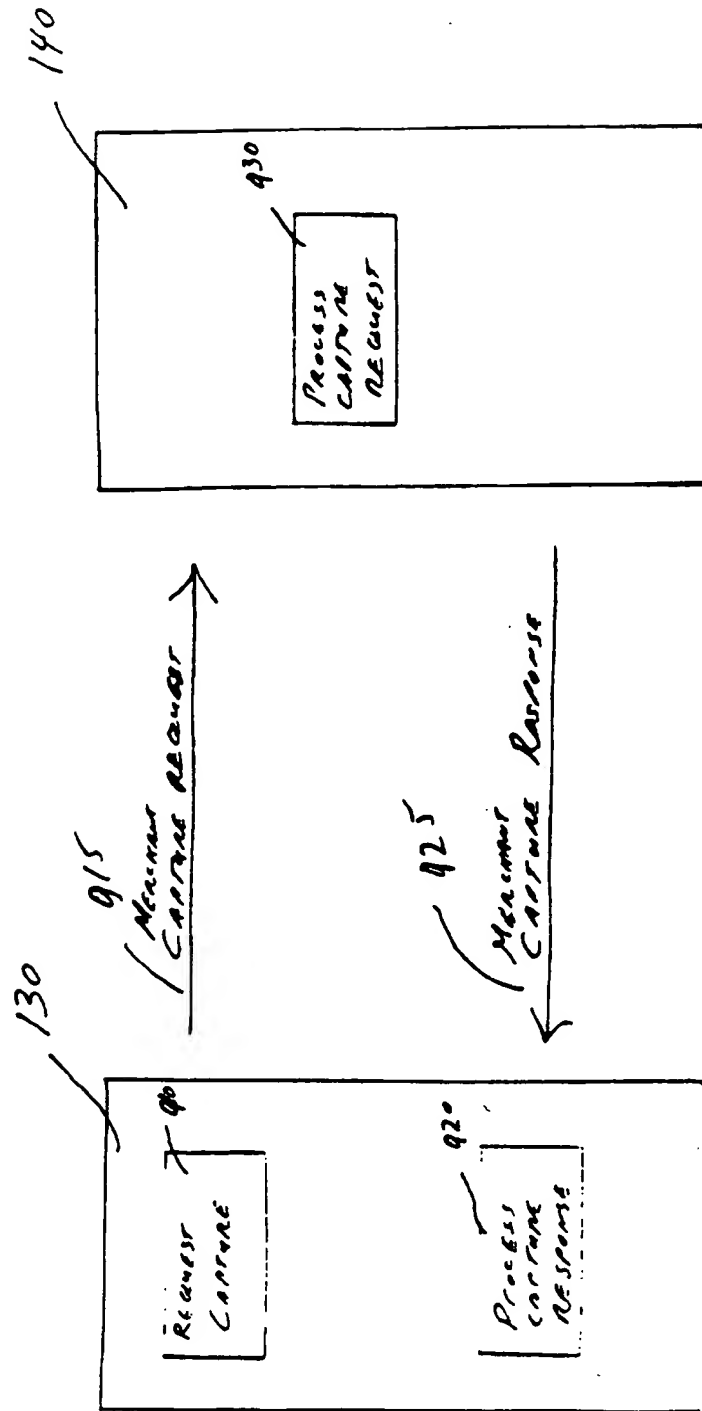 130
REQUEST
CAPTURE
910
915
MERCHANT
CAPTURE REQUEST
140
PROCESS
CAPTURE
REQUEST
930
PROCESS
CAPTURE
RESPONSE
920
925
MERCHANT
CAPTURE RESPONSE